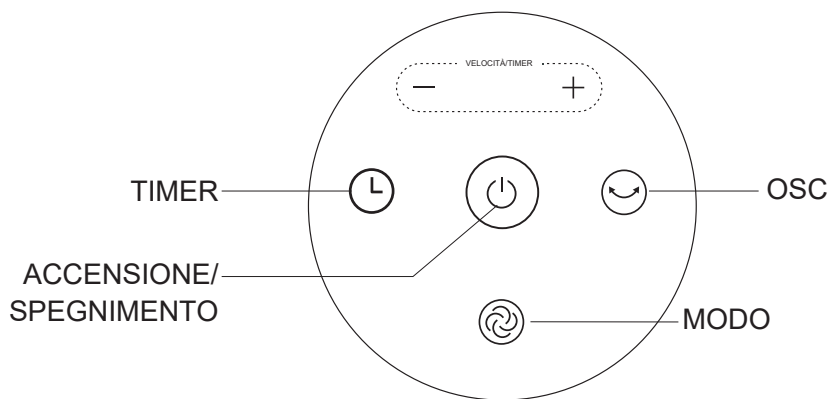 VELOCITÀ/TIMER
TIMER
OSC
ACCENSIONE/
SPEGNIMENTO
MODO